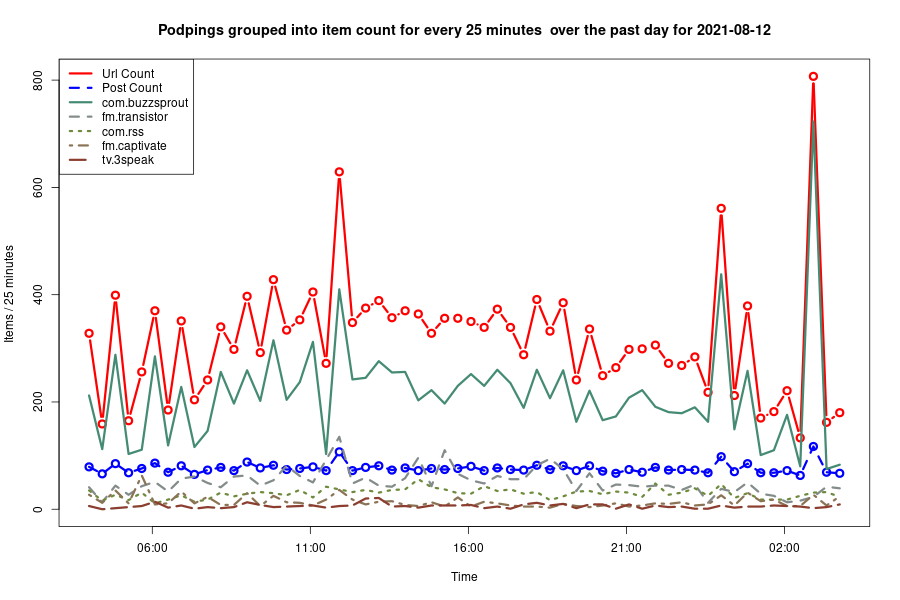 Podpings grouped into item count for every 25 minutes  over the past day for 2021-08-12
Url Count
Post Count
com.buzzsprout
fm.transistor
com.rss
fm.captivate
tv.3speak
Items / 25 minutes
800
600
400
200
0
06:00 11:00 16:00 21:00 02:00
Time